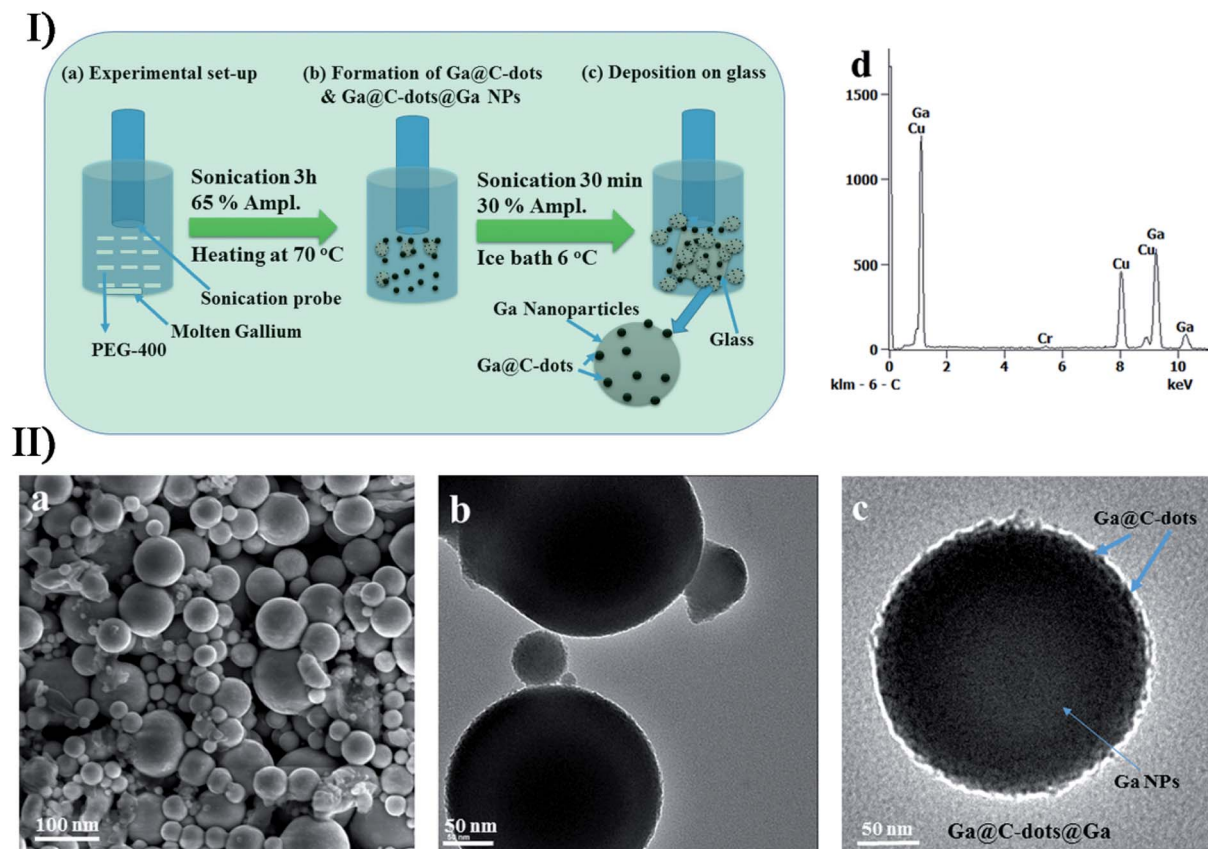 I)
(a) Experimental set-up
(b) Formation of Ga@C-dots
& Ga@C-dots@Ga NPs
(c) Deposition on glass
Sonication 3h
65 % Ampl.
Heating at 70 °C
Sonication 30 min
30 % Ampl.
Ice bath 6 °C
Sonication probe
Molten Gallium
PEG-400
Ga Nanoparticles
Ga@C-dots
Glass
d
1500
1000
500
0
Ga
Cu
Cr
Cu
Ga
Cu
Ga
0 2 4 6 8 10
klm - 6 - C
keV
II)
a
100 nm
b
50 nm
50 nm
c
Ga@C-dots
Ga NPs
50 nm
Ga@C-dots@Ga